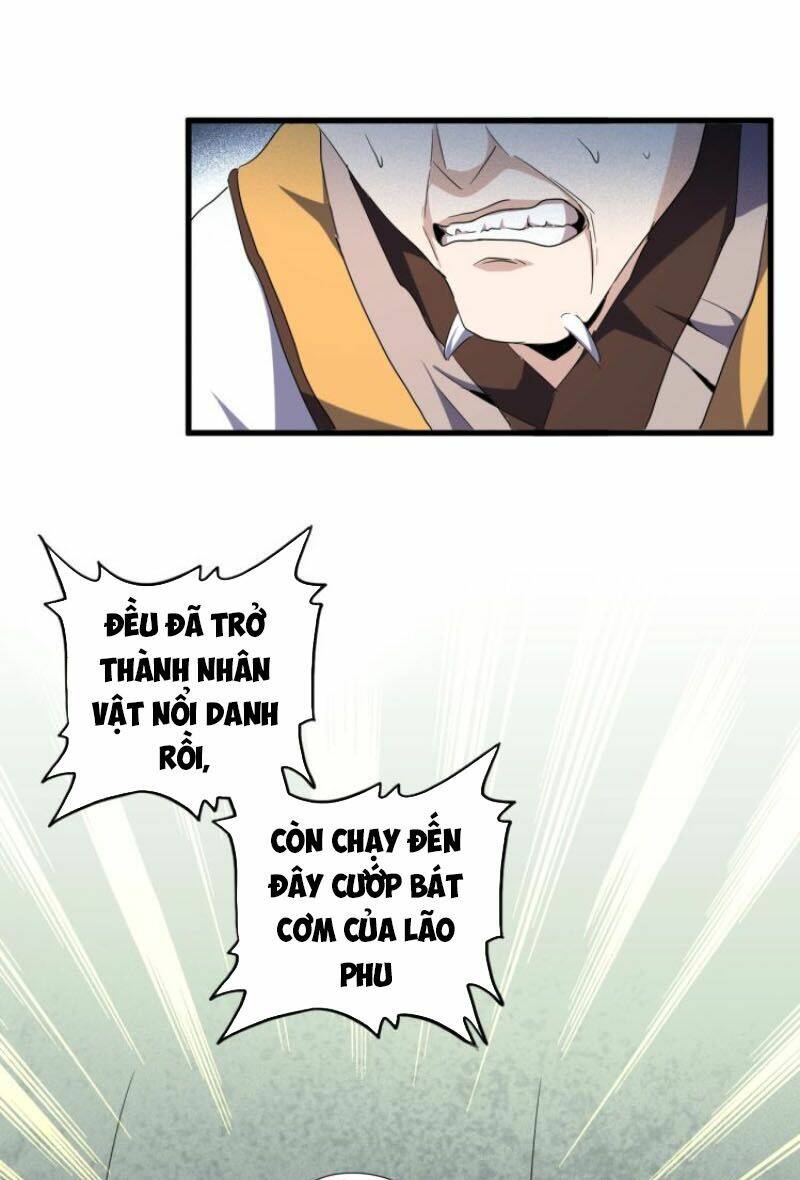 ĐỀU ĐÃ TRỞ
THÀNH NHÂN
VẬT NỔI DANH
RỒI,
CÒN CHẠY ĐẾN
ĐÂY CƯỚP BÁT
CƠM CỦA LÃO
PHU